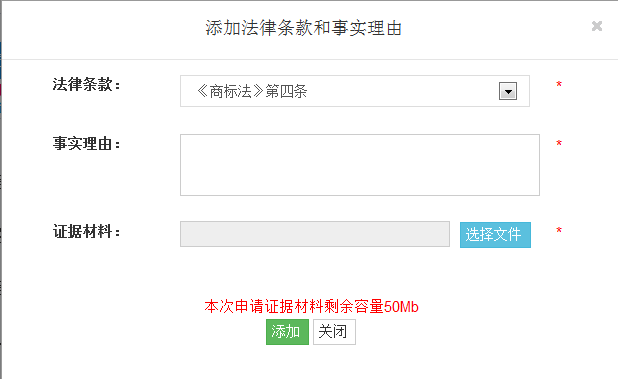 添加法律条款和事实理由
×
法律条款：
《商标法》第四条
*
事实理由：
*
证据材料：
选择文件
*
本次申请证据材料剩余容量50Mb
添加 关闭